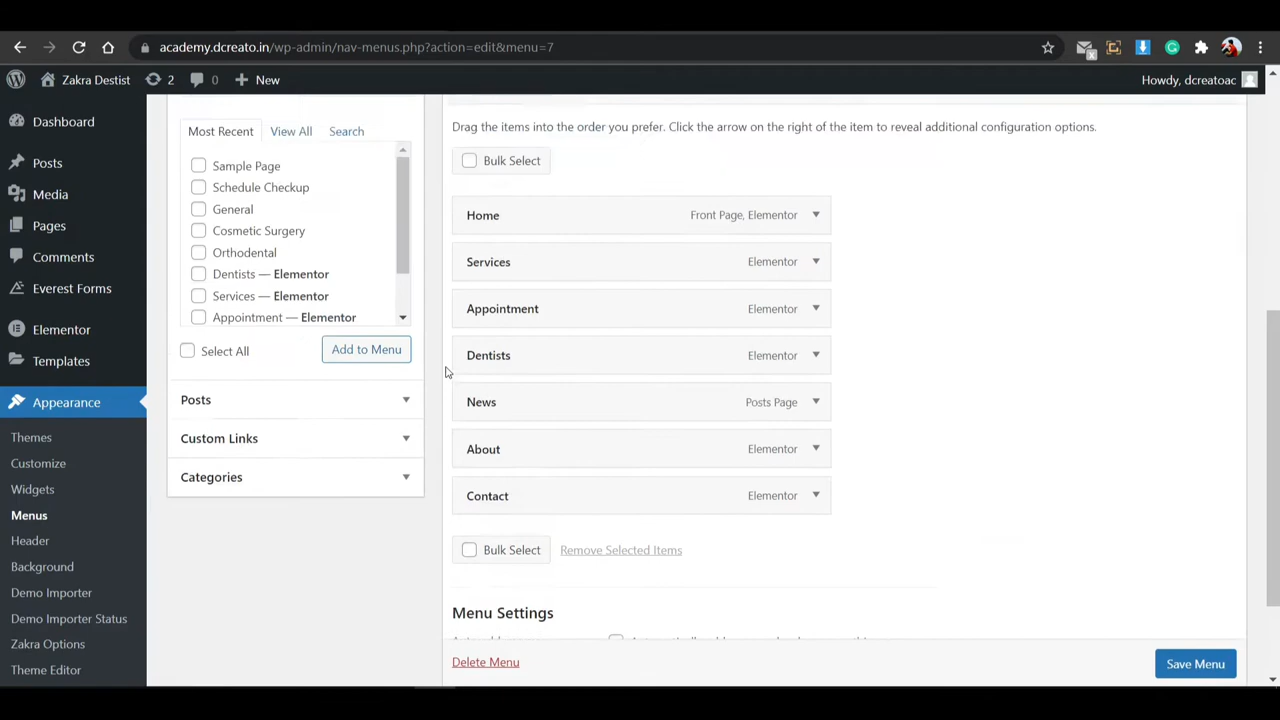 academy.dcreato.in/wp-admin/nav-menus.php?action=edit&menu=7
Zakra Destist
2
0
New
Howdy, dcreatoac
Dashboard
Posts
Media
Pages
Comments
Everest Forms
Elementor
Templates
Appearance
Themes
Customize
Widgets
Menus
Header
Background
Demo Importer
Demo Importer Status
Zakra Options
Theme Editor
Most Recent View All Search
Sample Page
Schedule Checkup
General
Cosmetic Surgery
Orthodental
Dentists — Elementor
Services — Elementor
Appointment — Elementor
Select All
Add to Menu
Posts
Custom Links
Categories
Drag the items into the order you prefer. Click the arrow on the right of the item to reveal additional configuration options.
Bulk Select
Home Front Page, Elementor
Services Elementor
Appointment Elementor
Dentists Elementor
News Posts Page
About Elementor
Contact Elementor
Bulk Select Remove Selected Items
Menu Settings
Delete Menu
Save Menu